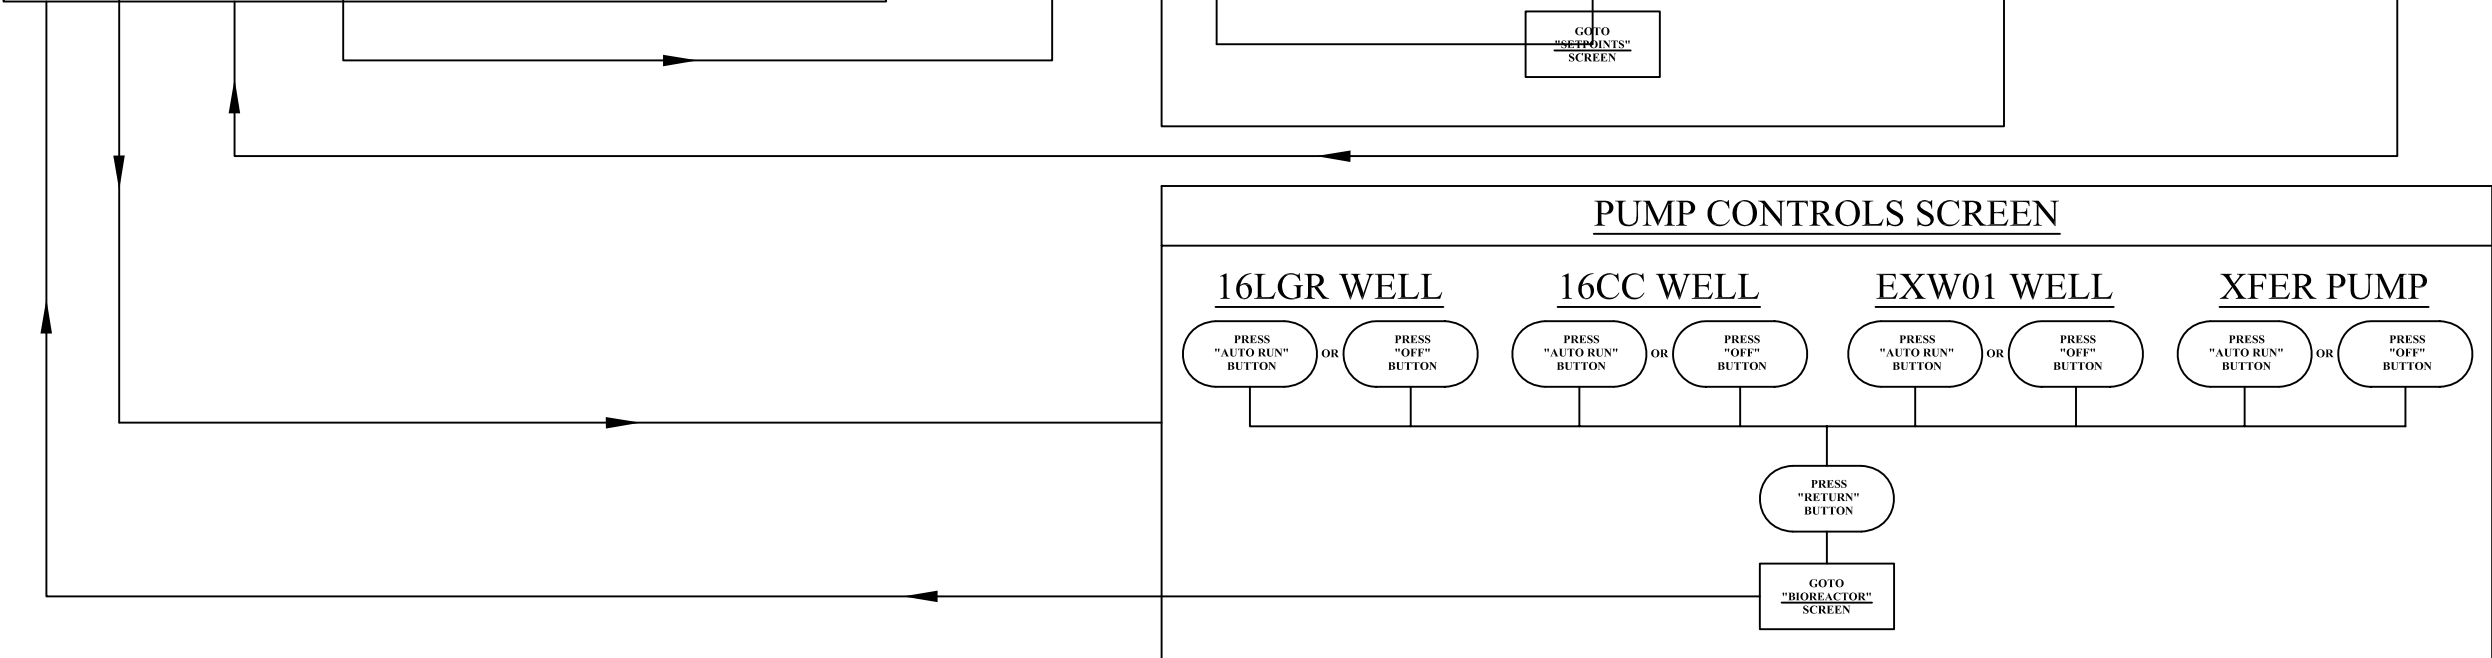 GOTO
"SETPOINTS"
SCREEN
PUMP CONTROLS SCREEN
16LGR WELL
16CC WELL
EXW01 WELL
XFER PUMP
PRESS
"AUTO RUN"
BUTTON
OR
PRESS
"OFF"
BUTTON
PRESS
"AUTO RUN"
BUTTON
OR
PRESS
"OFF"
BUTTON
PRESS
"AUTO RUN"
BUTTON
OR
PRESS
"OFF"
BUTTON
PRESS
"AUTO RUN"
BUTTON
OR
PRESS
"OFF"
BUTTON
PRESS
"RETURN"
BUTTON
GOTO
"BIOREACTOR"
SCREEN